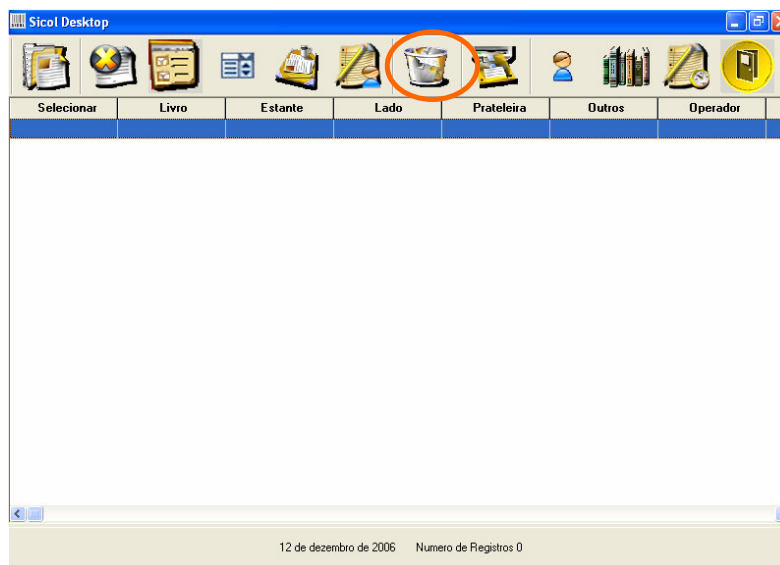 Sicol Desktop
Selecionar Livro Estante Lado Prateleira Outros Operador
12 de dezembro de 2006 Numero de Registros 0